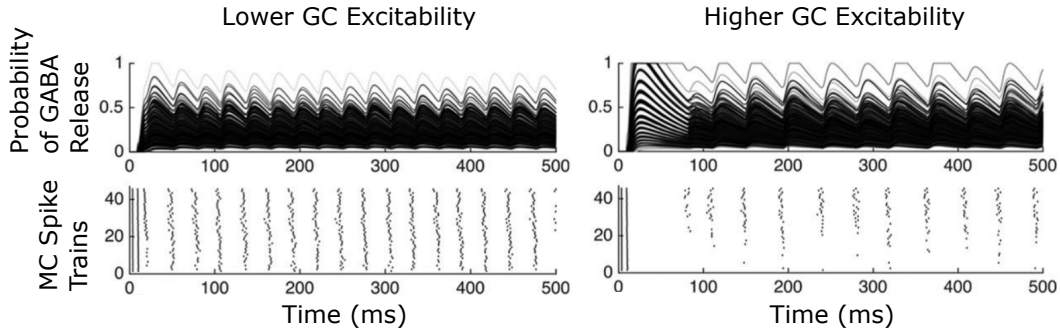 Lower GC Excitability
Higher GC Excitability
Probability
of GABA
Release
1
0.5
0
0 100 200 300 400 500
1
0.5
0
100 200 300 400 500
MC Spike
Trains
40
20
0
0 100 200 300 400 500
40
20
0
0 100 200 300 400 500
Time (ms)
Time (ms)